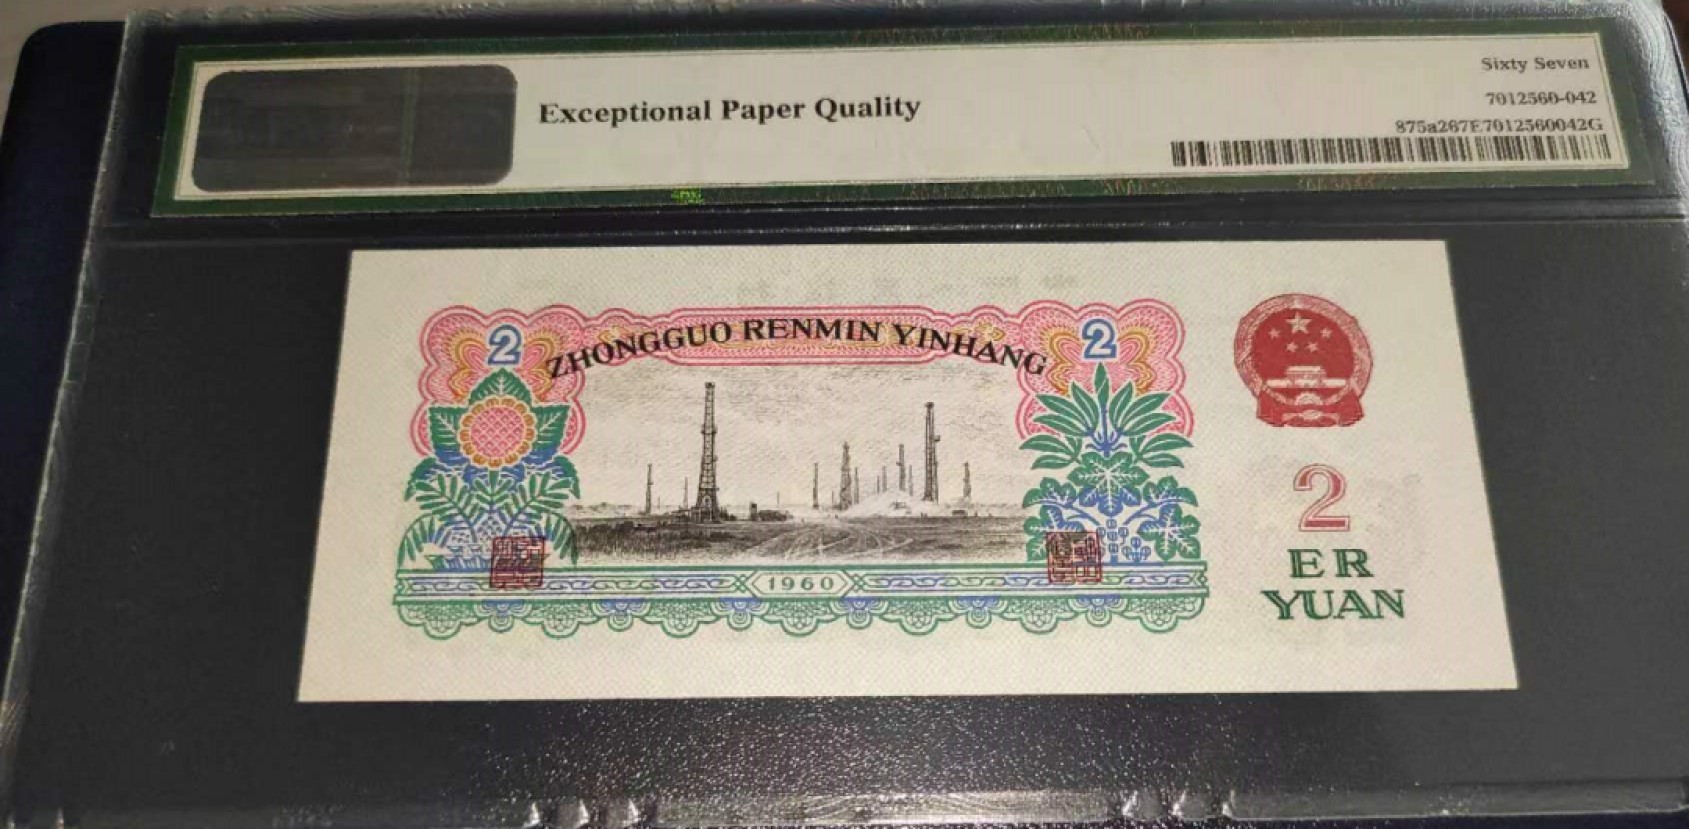 Exceptional Paper Quality
Sixty Seven
7012560-042
875a267E7012560042G
2
ZHONGGUO RENMIN YINHANG
2
1960
2
ER
YUAN